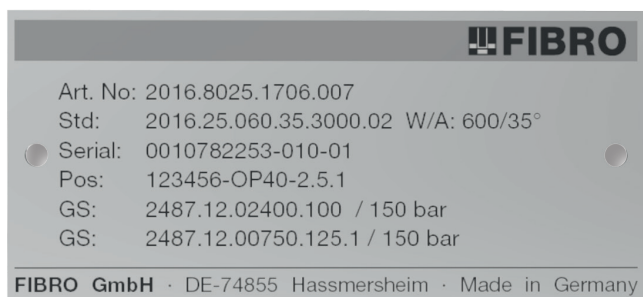 FIBRO
Art. No: 2016.8025.1706.007
Std: 2016.25.060.35.3000.02 W/A: 600/35°
Serial: 0010782253-010-01
Pos: 123456-OP40-2.5.1
GS: 2487.12.02400.100 / 150 bar
GS: 2487.12.00750.125.1 / 150 bar
FIBRO GmbH · DE-74855 Hassmersheim · Made in Germany